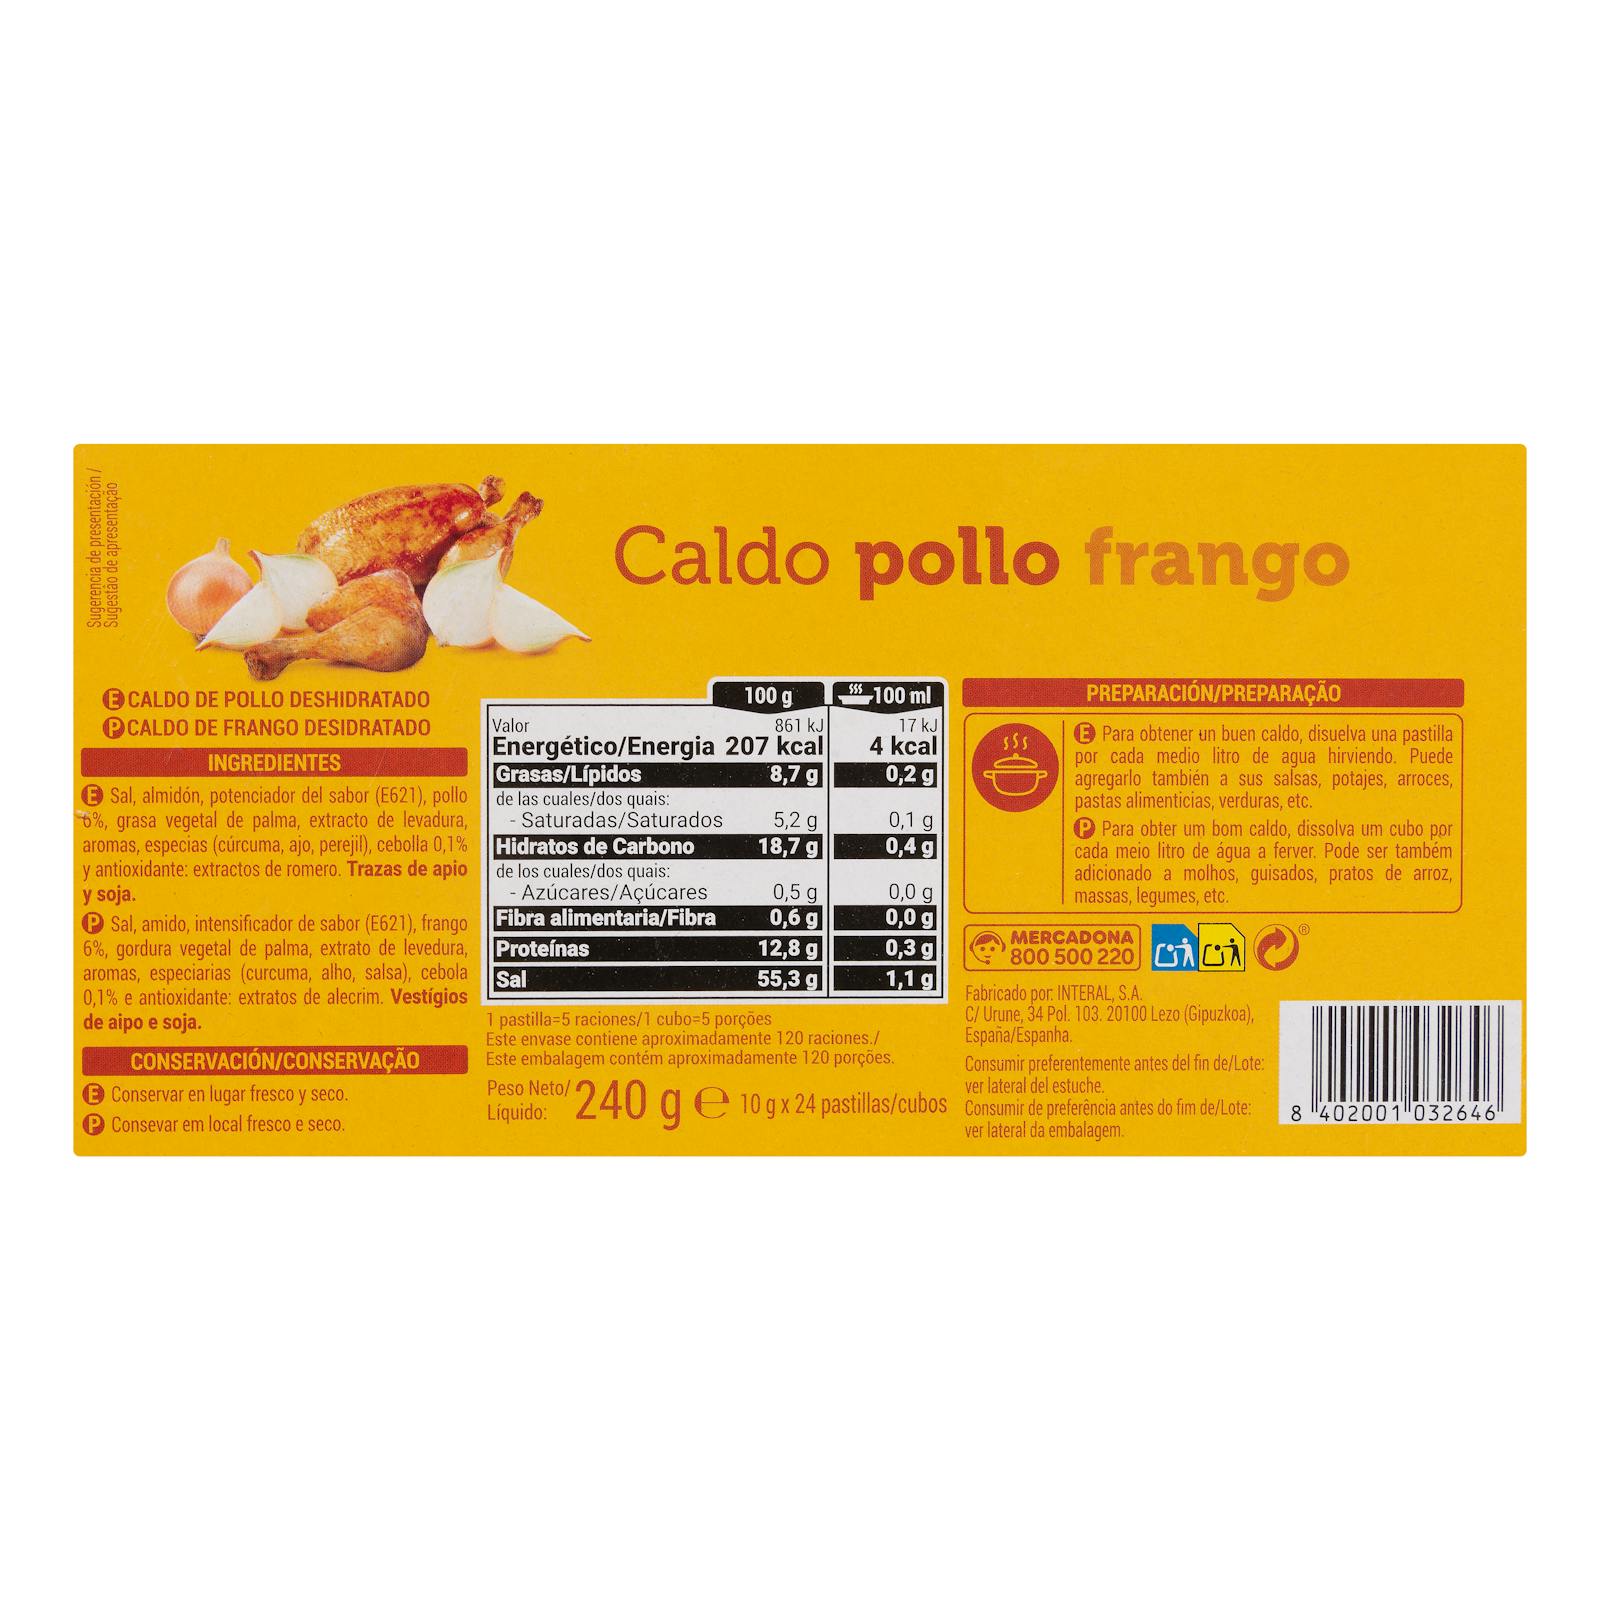 Sugerencia de presentación /
Sugestão de apresentação
Caldo pollo frango
E CALDO DE POLLO DESHIDRATADO
P CALDO DE FRANGO DESIDRATADO
INGREDIENTES
E Sal, almidón, potenciador del sabor (E621), pollo
6%, grasa vegetal de palma, extracto de levadura,
aromas, especias (cúrcuma, ajo, perejil), cebolla 0,1%
y antioxidante: extractos de romero. Trazas de apio
y soja.
P Sal, amido, intensificador de sabor (E621), frango
6%, gordura vegetal de palma, extrato de levedura,
aromas, especiarias (curcuma, alho, salsa), cebola
0,1% e antioxidante: extratos de alecrim. Vestígios
de aipo e soja.
CONSERVACIÓN/CONSERVAÇÃO
E Conservar en lugar fresco y seco.
P Consevar em local fresco e seco.
100 g 100 ml
Valor 861 kJ 17 kJ
Energético/Energia 207 kcal 4 kcal
Grasas/Lípidos 8,7 g 0,2 g
de las cuales/dos quais:
- Saturadas/Saturados 5,2 g 0,1 g
Hidratos de Carbono 18,7 g 0,4 g
de los cuales/dos quais:
- Azúcares/Açúcares 0,5 g 0,0 g
Fibra alimentaria/Fibra 0,6 g 0,0 g
Proteínas 12,8 g 0,3 g
Sal 55,3 g 1,1 g
1 pastilla=5 raciones/1 cubo=5 porções
Este envase contiene aproximadamente 120 raciones./
Este embalagem contém aproximadamente 120 porções.
Peso Neto/
Líquido: 240 g e 10 g x 24 pastillas/cubos
PREPARACIÓN/PREPARAÇÃO
E Para obtener un buen caldo, disuelva una pastilla
por cada medio litro de agua hirviendo. Puede
agregarlo también a sus salsas, potajes, arroces,
pastas alimenticias, verduras, etc.
P Para obter um bom caldo, dissolva um cubo por
cada meio litro de água a ferver. Pode ser também
adicionado a molhos, guisados, pratos de arroz,
massas, legumes, etc.
MERCADONA
800 500 220
®
Fabricado por: INTERAL, S.A.
C/ Urune, 34 Pol. 103. 20100 Lezo (Gipuzkoa),
España/Espanha.
Consumir preferentemente antes del fin de/Lote:
ver lateral del estuche.
Consumir de preferência antes do fim de/Lote:
ver lateral da embalagem.
8 402001 032646